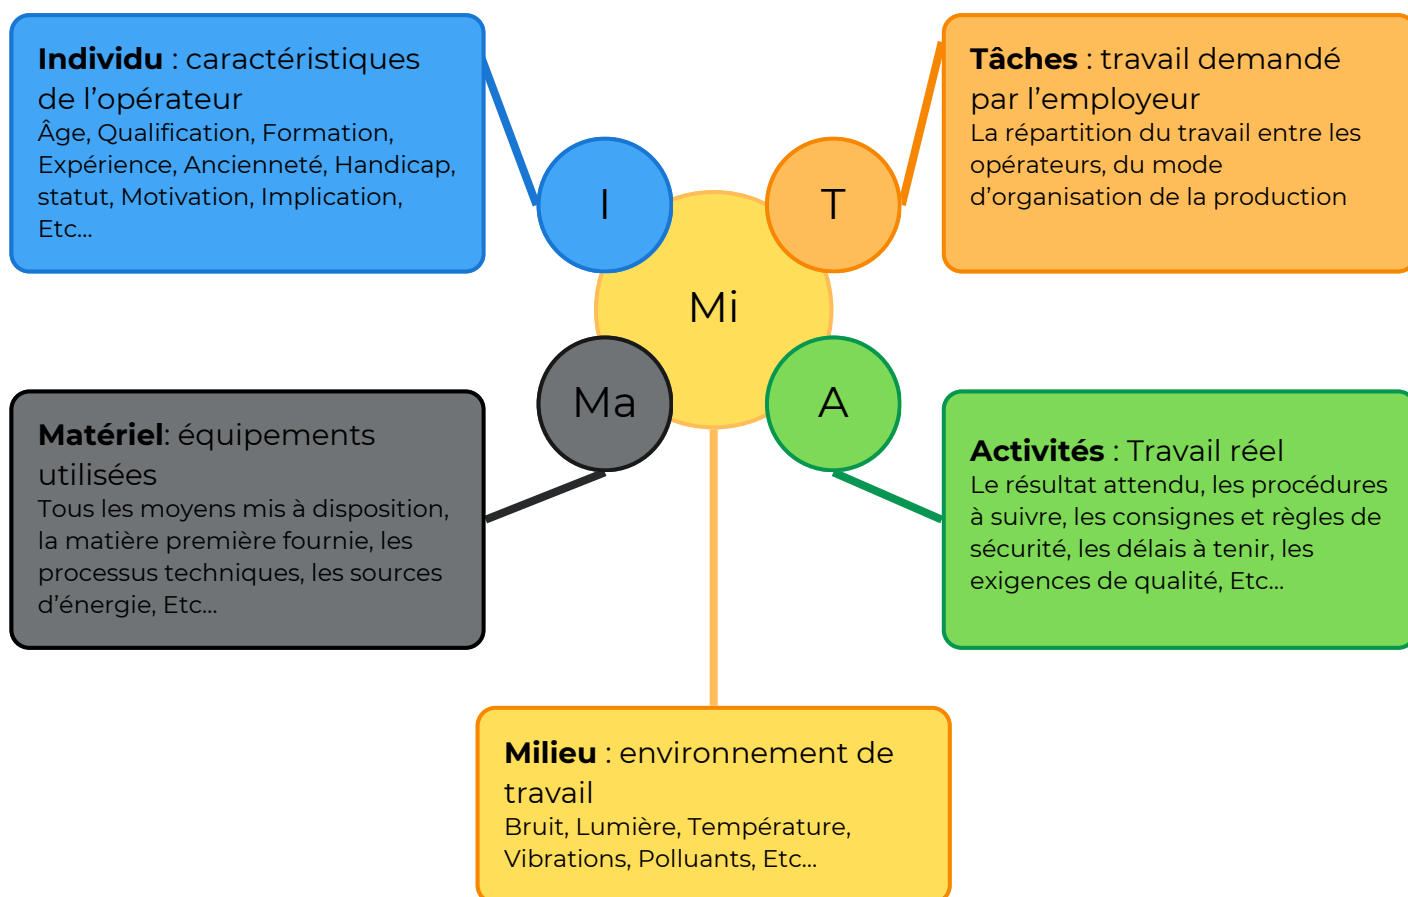 Individu : caractéristiques
de l’opérateur
Âge, Qualification, Formation,
Expérience, Ancienneté, Handicap,
statut, Motivation, Implication,
Etc...
Tâches : travail demandé
par l’employeur
La répartition du travail entre les
opérateurs, du mode
d’organisation de la production
I
T
Mi
Ma
A
Matériel: équipements
utilisées
Tous les moyens mis à disposition,
la matière première fournie, les
processus techniques, les sources
d’énergie, Etc...
Activités : Travail réel
Le résultat attendu, les procédures
à suivre, les consignes et règles de
sécurité, les délais à tenir, les
exigences de qualité, Etc...
Milieu : environnement de
travail
Bruit, Lumière, Température,
Vibrations, Polluants, Etc...